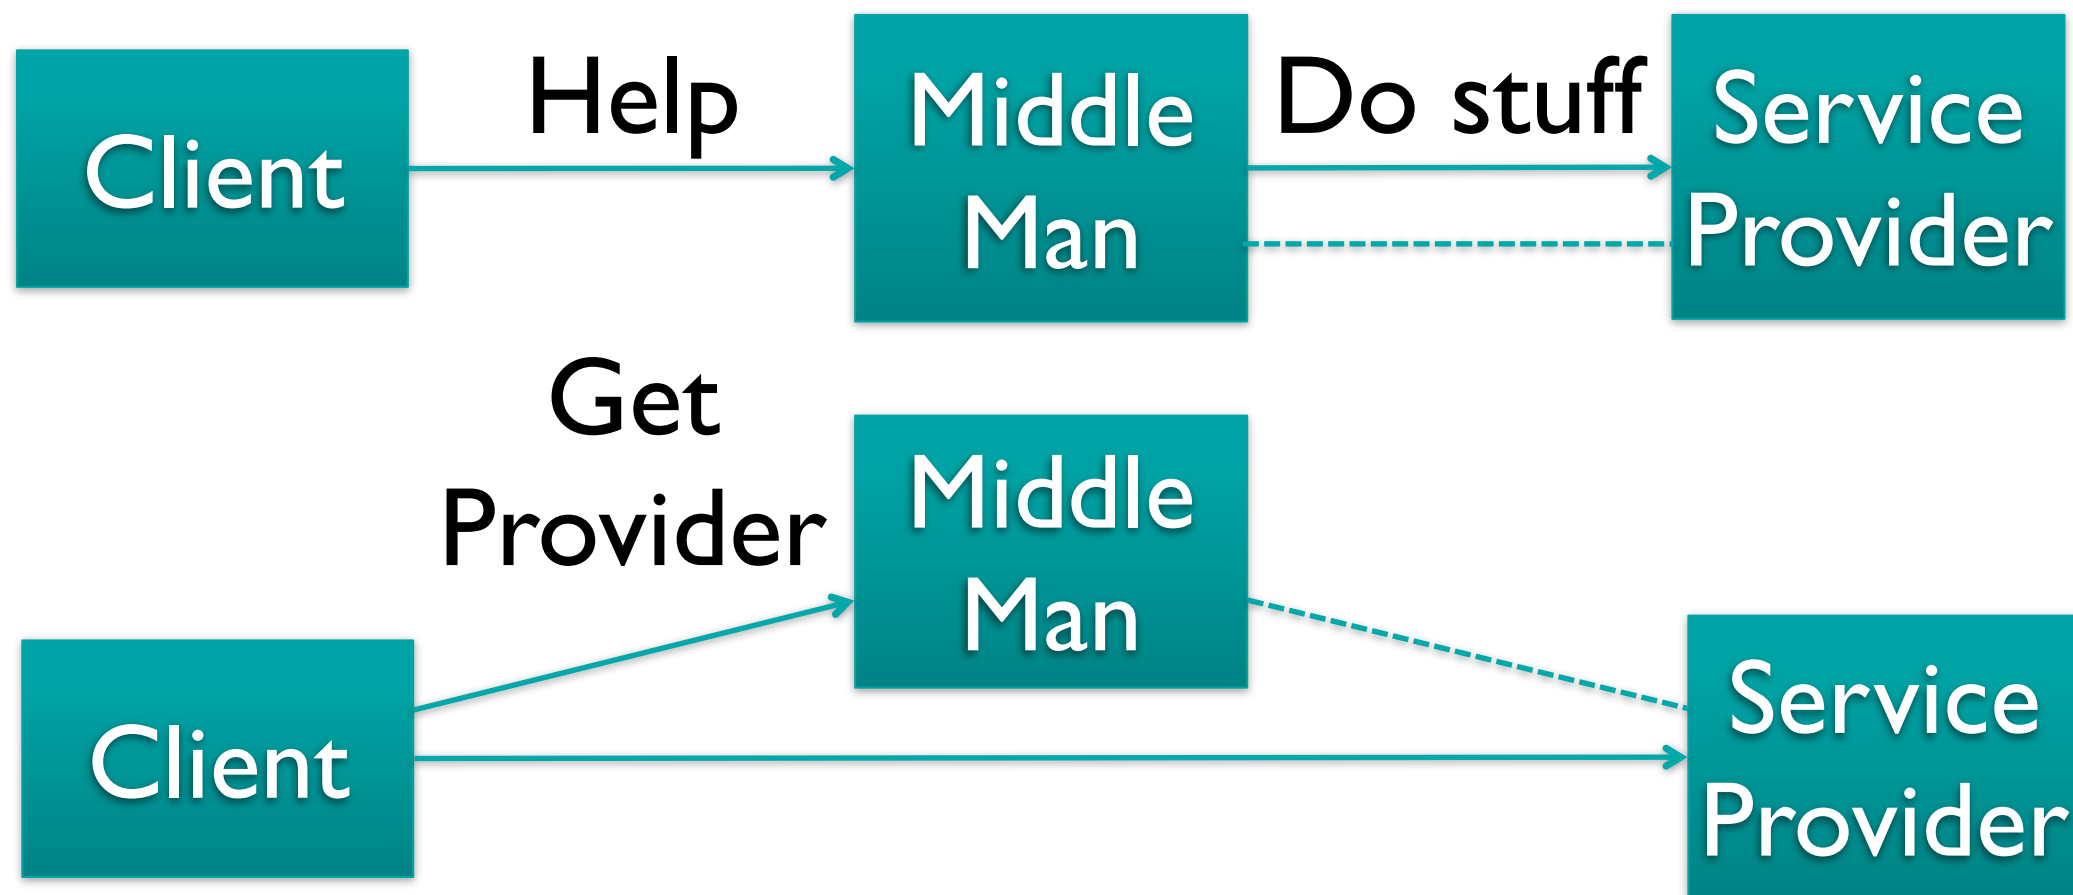 Client
Help
Middle
Man
Do stuff
Service
Provider
Get
Provider
Middle
Man
Client
Service
Provider